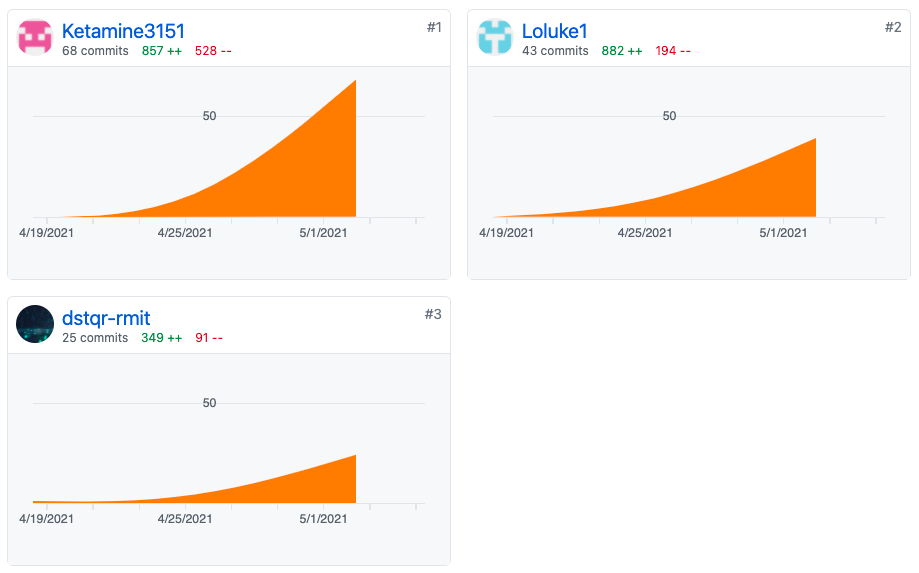 Ketamine3151
#1
68 commits 857 ++ 528 --
50
4/19/2021 4/25/2021 5/1/2021
Loluke1
#2
43 commits 882 ++ 194 --
50
4/19/2021 4/25/2021 5/1/2021
dstqr-rmit
#3
25 commits 349 ++ 91 --
50
4/19/2021 4/25/2021 5/1/2021